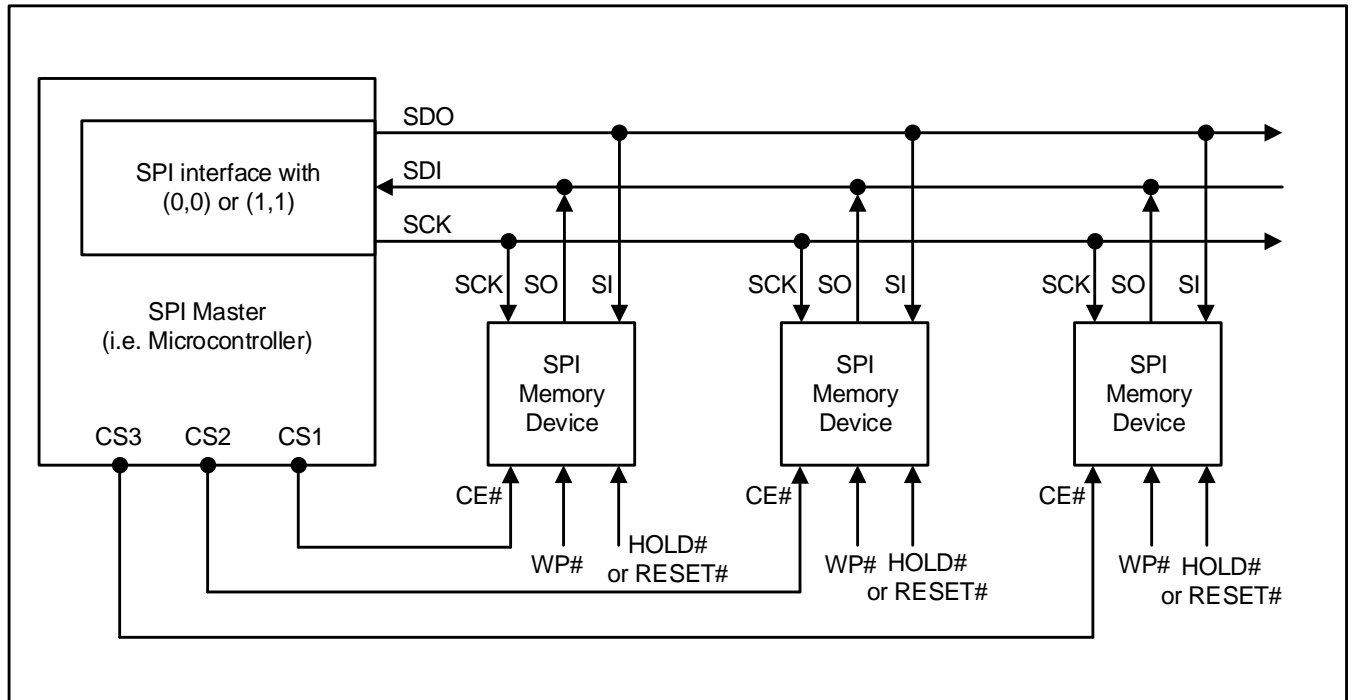 SDO
SPI interface with
(0,0) or (1,1)
SDI
SCK
SPI Master
(i.e. Microcontroller)
CS3 CS2 CS1
SCK SO SI
SPI
Memory
Device
CE#
WP#
HOLD#
or RESET#
SCK SO SI
SPI
Memory
Device
CE#
WP#
HOLD#
or RESET#
SCK SO SI
SPI
Memory
Device
CE#
WP#
HOLD#
or RESET#